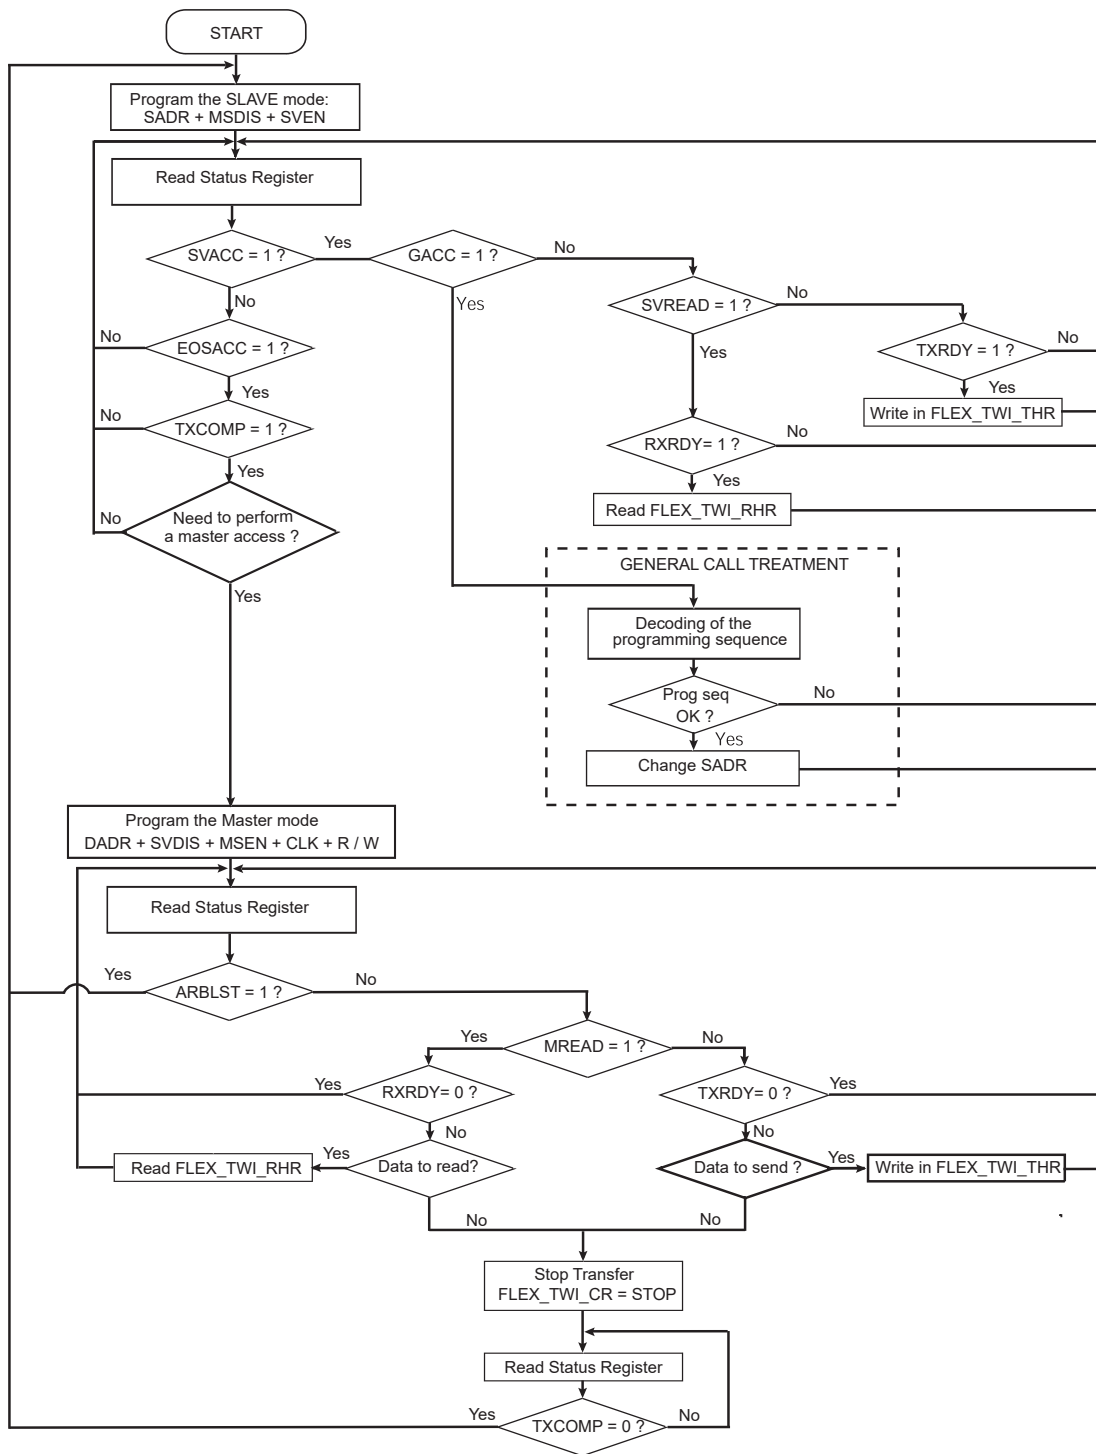 START
Program the SLAVE mode:
SADR + MSDIS + SVEN
Read Status Register
SVACC = 1 ?
Yes
GACC = 1 ?
No
No
Yes
SVREAD = 1 ?
No
No
EOSACC = 1 ?
Yes
TXRDY = 1 ?
No
Yes
Yes
Write in FLEX_TWI_THR
No
TXCOMP = 1 ?
RXRDY= 1 ?
No
Yes
Yes
Read FLEX_TWI_RHR
No
Need to perform
a master access ?
Yes
GENERAL CALL TREATMENT
Decoding of the
programming sequence
Prog seq
OK ?
No
Yes
Change SADR
Program the Master mode
DADR + SVDIS + MSEN + CLK + R / W
Read Status Register
Yes
ARBLST = 1 ?
No
Yes
MREAD = 1 ?
No
Yes
RXRDY= 0 ?
TXRDY= 0 ?
Yes
No
No
Read FLEX_TWI_RHR
Yes
Data to read?
Data to send ?
Yes
Write in FLEX_TWI_THR
No
No
Stop Transfer
FLEX_TWI_CR = STOP
Read Status Register
Yes
TXCOMP = 0 ?
No